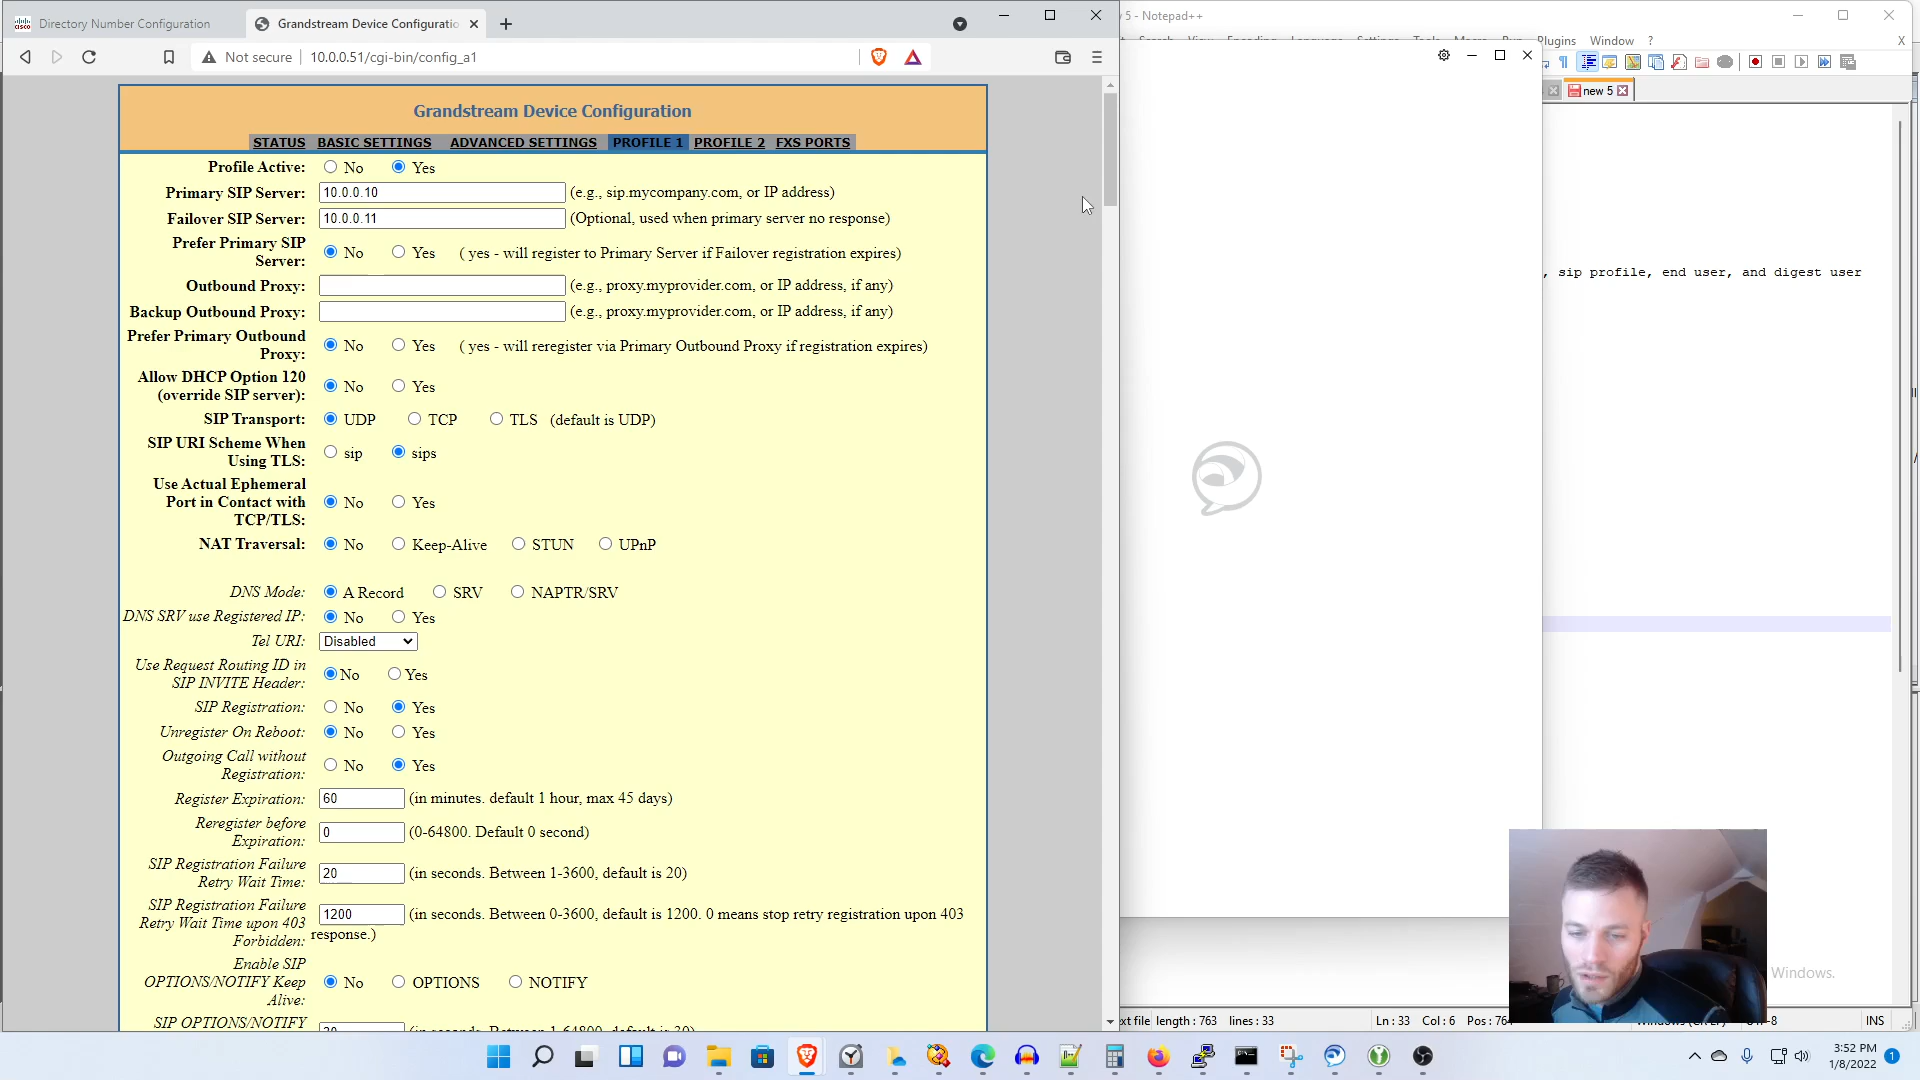 Directory Number Configuration
Grandstream Device Configuratio
5 - Notepad++
Not secure
10.0.0.51/cgi-bin/config_a1
Plugins Window ?
X
new 5
Grandstream Device Configuration
STATUS BASIC SETTINGS ADVANCED SETTINGS PROFILE 1 PROFILE 2 FXS PORTS
Profile Active: No Yes
Primary SIP Server: 10.0.0.10 (e.g., sip.mycompany.com, or IP address)
Failover SIP Server: 10.0.0.11 (Optional, used when primary server no response)
Prefer Primary SIP
Server: No Yes ( yes - will register to Primary Server if Failover registration expires)
, sip profile, end user, and digest user
Outbound Proxy: (e.g., proxy.myprovider.com, or IP address, if any)
Backup Outbound Proxy: (e.g., proxy.myprovider.com, or IP address, if any)
Prefer Primary Outbound
Proxy: No Yes ( yes - will reregister via Primary Outbound Proxy if registration expires)
Allow DHCP Option 120
(override SIP server): No Yes
SIP Transport: UDP TCP TLS (default is UDP)
SIP URI Scheme When
Using TLS: sip sips
Use Actual Ephemeral
Port in Contact with
TCP/TLS: No Yes
NAT Traversal: No Keep-Alive STUN UPnP
DNS Mode: A Record SRV NAPTR/SRV
DNS SRV use Registered IP: No Yes
Tel URI: Disabled
Use Request Routing ID in
SIP INVITE Header: No Yes
SIP Registration: No Yes
Unregister On Reboot: No Yes
Outgoing Call without
Registration: No Yes
Register Expiration: 60 (in minutes. default 1 hour, max 45 days)
Reregister before
Expiration: 0 (0-64800. Default 0 second)
SIP Registration Failure
Retry Wait Time: 20 (in seconds. Between 1-3600, default is 20)
SIP Registration Failure
Retry Wait Time upon 403
Forbidden: 1200 (in seconds. Between 0-3600, default is 1200. 0 means stop retry registration upon 403
response.)
Enable SIP
OPTIONS/NOTIFY Keep
Alive: No OPTIONS NOTIFY
SIP OPTIONS/NOTIFY
Windows.
xt file length : 763 lines : 33 Ln : 33 Col : 6 INS
3:52 PM
1/8/2022
1